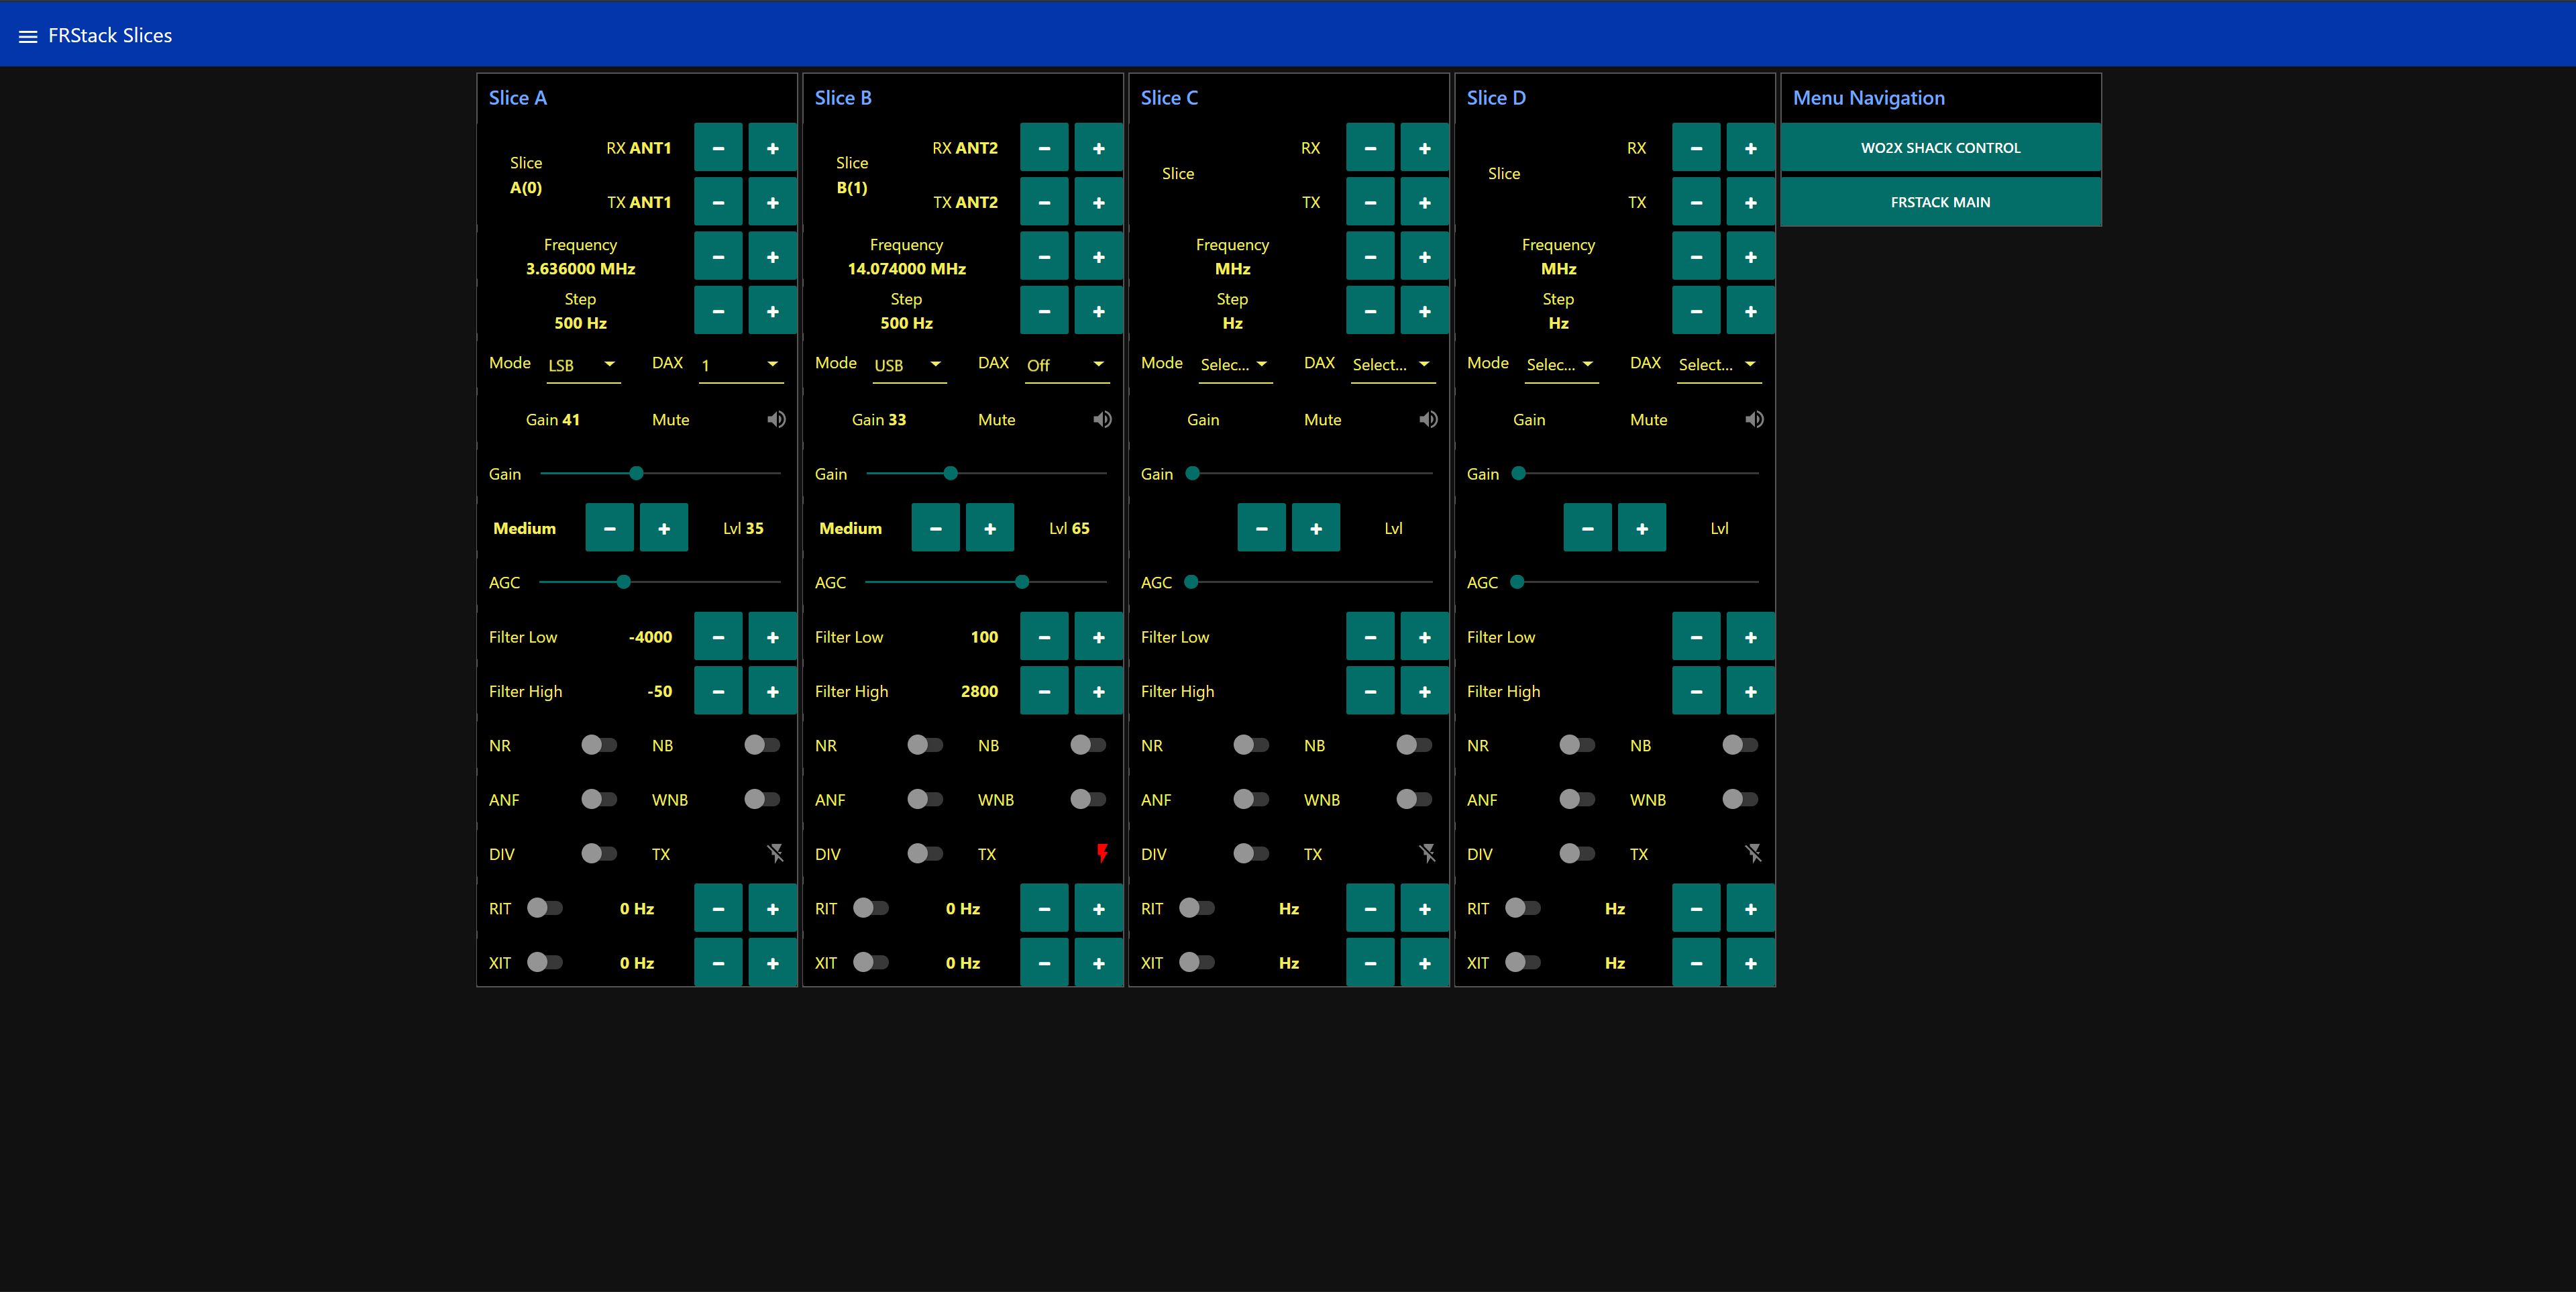 FRStack Slices
Slice A
RX ANT1
Slice
A(0)
TX ANT1
Frequency
3.636000 MHz
Step
500 Hz
Mode LSB DAX 1
Gain 41 Mute
Gain
Medium Lvl 35
AGC
Filter Low -4000
Filter High -50
NR NB
ANF WNB
DIV TX
RIT 0 Hz
XIT 0 Hz
Slice B
RX ANT2
Slice
B(1)
TX ANT2
Frequency
14.074000 MHz
Step
500 Hz
Mode USB DAX Off
Gain 33 Mute
Gain
Medium Lvl 65
AGC
Filter Low 100
Filter High 2800
NR NB
ANF WNB
DIV TX
RIT 0 Hz
XIT 0 Hz
Slice C
RX
Slice
TX
Frequency
MHz
Step
Hz
Mode Selec... DAX Select...
Gain Mute
Gain
Lvl
AGC
Filter Low
Filter High
NR NB
ANF WNB
DIV TX
RIT Hz
XIT Hz
Slice D
RX
Slice
TX
Frequency
MHz
Step
Hz
Mode Selec... DAX Select...
Gain Mute
Gain
Lvl
AGC
Filter Low
Filter High
NR NB
ANF WNB
DIV TX
RIT Hz
XIT Hz
Menu Navigation
WO2X SHACK CONTROL
FRSTACK MAIN